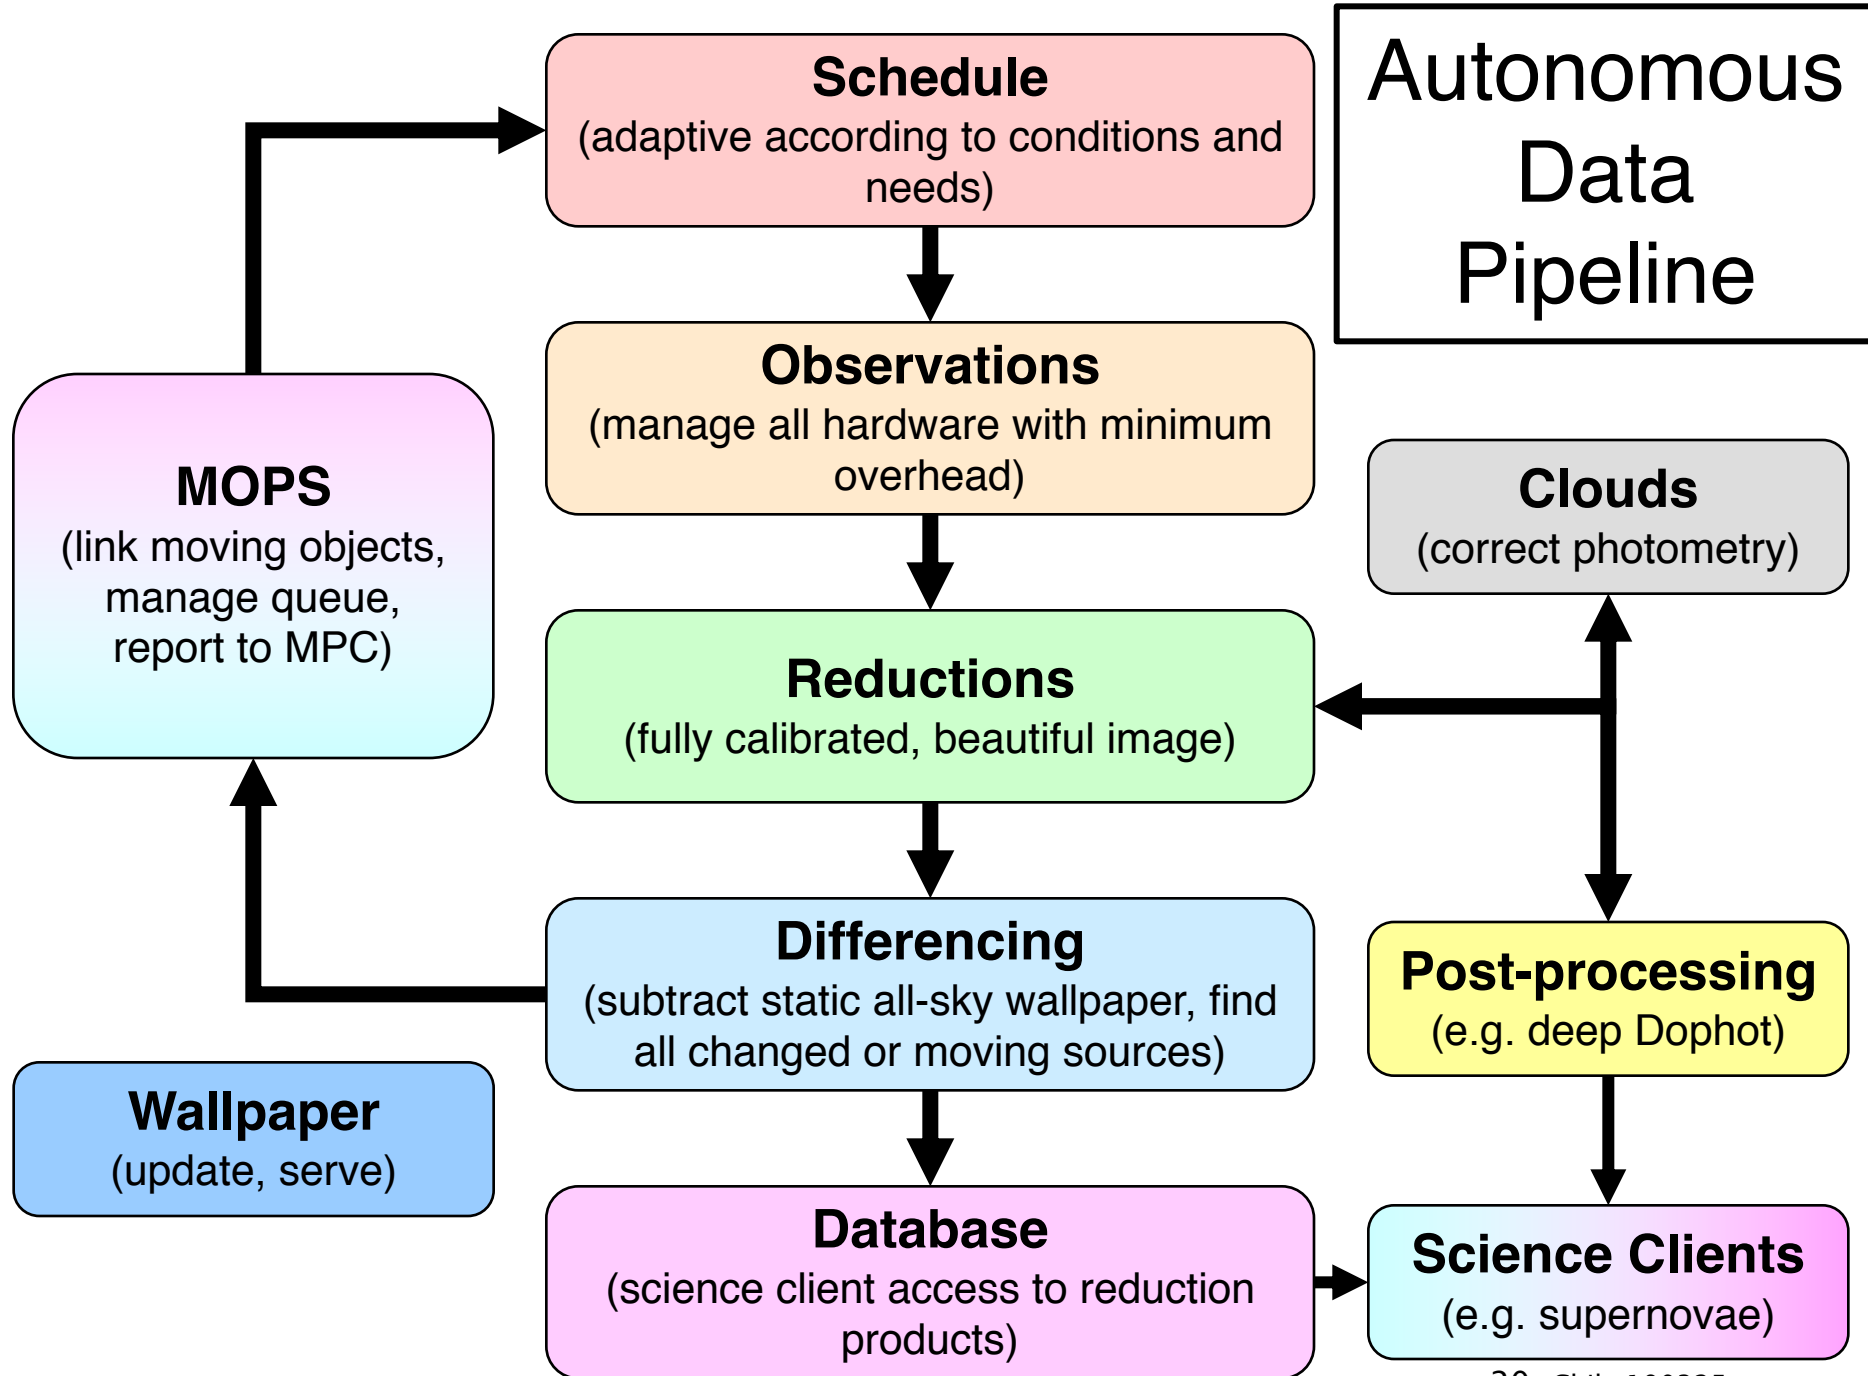 Autonomous
Data
Pipeline
Schedule
(adaptive according to conditions and
needs)
Observations
(manage all hardware with minimum
overhead)
MOPS
(link moving objects,
manage queue,
report to MPC)
Clouds
(correct photometry)
Reductions
(fully calibrated, beautiful image)
Differencing
(subtract static all-sky wallpaper, find
all changed or moving sources)
Post-processing
(e.g. deep Dophot)
Wallpaper
(update, serve)
Database
(science client access to reduction
products)
Science Clients
(e.g. supernovae)